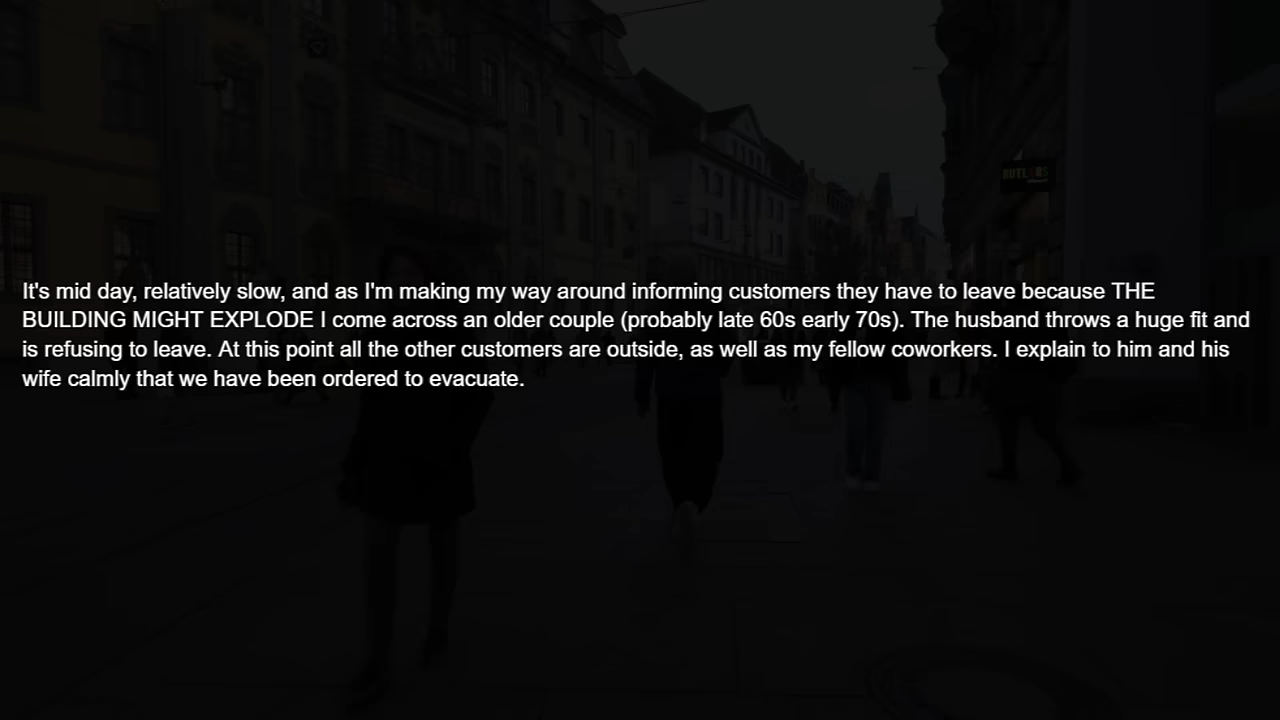 It's mid day, relatively slow, and as I'm making my way around informing customers they have to leave because THE
BUILDING MIGHT EXPLODE I come across an older couple (probably late 60s early 70s). The husband throws a huge fit and
is refusing to leave. At this point all the other customers are outside, as well as my fellow coworkers. I explain to him and his
wife calmly that we have been ordered to evacuate.
BUTLERS